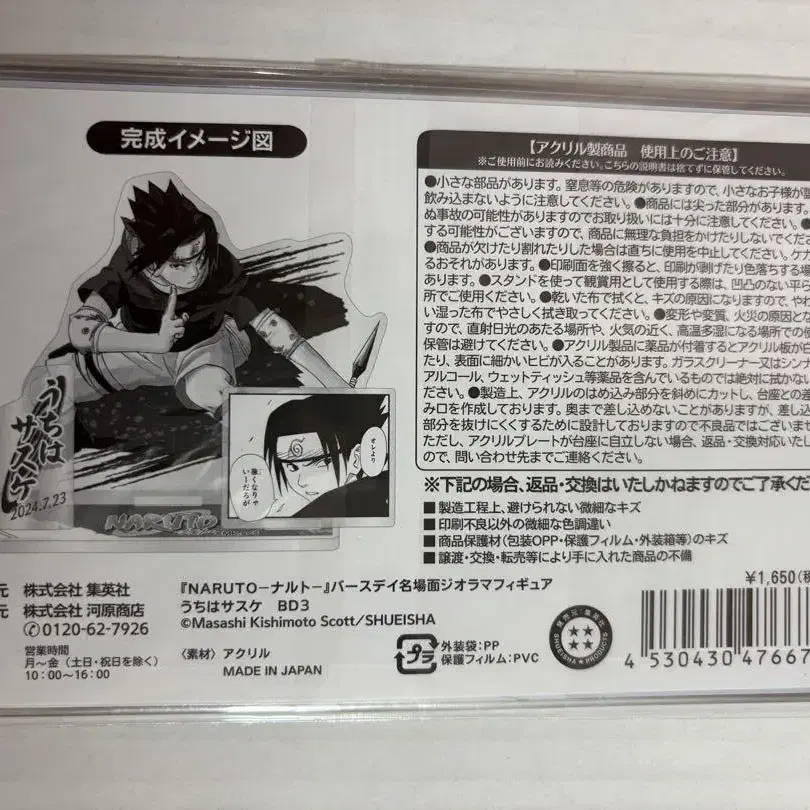 完成イメージ図
うちは
サスケ
2024.7.23
NARUTO
オレより
強くなりゃ
いーだろが
【アクリル製商品 使用上のご注意】
※ご使用前にお読みください。こちらの説明書は捨てずに保管してください。
●小さな部品があります。窒息等の危険がありますので、小さなお子様が
飲み込まないように注意してください。●商品には尖った部分があります。
ぬ事故の可能性がありますのでお取り扱いには十分に注意してください。●
する可能性がございますので、商品に無理な負担をかけたりしないでくだ
●商品が欠けたり割れたりした場合は直ちに使用を中止してください。ケガ
るおそれがあります。●印刷面を強く擦ると、印刷が剥げたり色落ちする場
あります。●スタンドを使って観賞用として使用する際は、凹凸のない平ら
所でご使用ください。●乾いた布で拭くと、キズの原因になりますので、や
い湿った布でやさしく拭き取ってください。●変形や変質、火災の原因とな
すので、直射日光のあたる場所や、火気の近く、高温多湿になる場所での
保管は避けてください。●アクリル製品に薬品が付着するとアクリル板が白
たり、表面に細かいヒビが入ることがあります。ガラスクリーナー又はシンナ
アルコール、ウェットティッシュ等薬品を含んでいるものでは絶対に拭かな
ださい。●製造上、アクリルのはめ込み部分を斜めにカットし、台座との差
み口を作成しております。奥まで差し込めないことがありますが、差し込
部分を抜けにくくするために設計しておりますので不良品ではございませ
ただし、アクリルプレートが台座に自立しない場合、返品・交換対応いたし
ので、問い合わせ先までご連絡ください。
※下記の場合、返品・交換はいたしかねますのでご了承くだ
■製造工程上、避けられない微細なキズ
■印刷不良以外の微細な色調違い
■商品保護材(包装OPP・保護フィルム・外装箱等)のキズ
■譲渡・交換・転売等により手に入れた商品の不備
元 株式会社 集英社
元 株式会社 河原商店
✆0120-62-7926
営業時間
月〜金(土日・祝日を除く)
10:00〜16:00
『NARUTO－ナルト－』バースデイ名場面ジオラマフィギュア
うちはサスケ BD3
©Masashi Kishimoto Scott/SHUEISHA
〈素材〉アクリル
MADE IN JAPAN
プラ
外装袋:PP
保護フィルム:PVC
発売元:集英社
SHUEISHA PRODUCTS
¥1,650(税
4 530430 47667